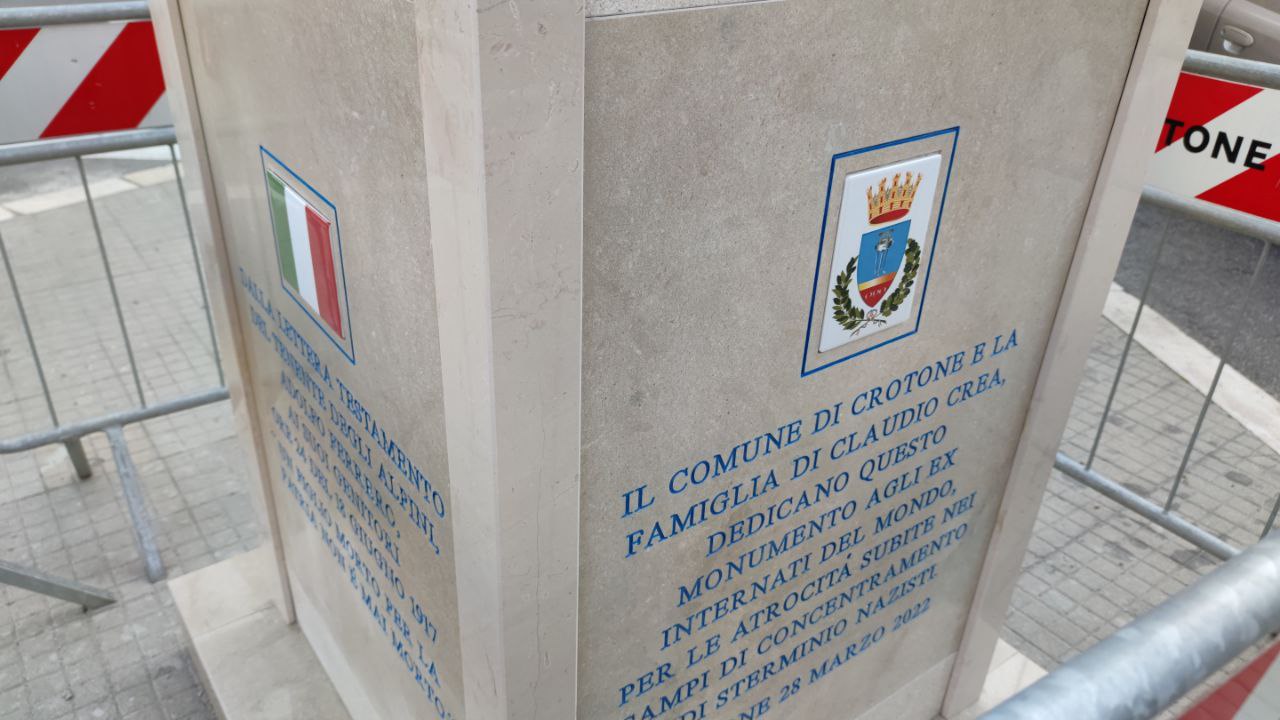 DALLA LETTERA TESTAMENTO
DEL TENENTE DEGLI ALPINI,
ADOLFO FERRERO,
AI SUOI GENITORI
ORE 24 DEL 18 GIUGNO 1917
UN FIGLIO MORTO PER LA
PATRIA NON È MAI MORTO"
IL COMUNE DI CROTONE E LA
FAMIGLIA DI CLAUDIO CREA,
DEDICANO QUESTO
MONUMENTO AGLI EX
INTERNATI DEL MONDO,
PER LE ATROCITÁ SUBITE NEI
CAMPI DI CONCENTRAMENTO
DI STERMINIO NAZISTI.
NE 28 MARZO 2022
TONE